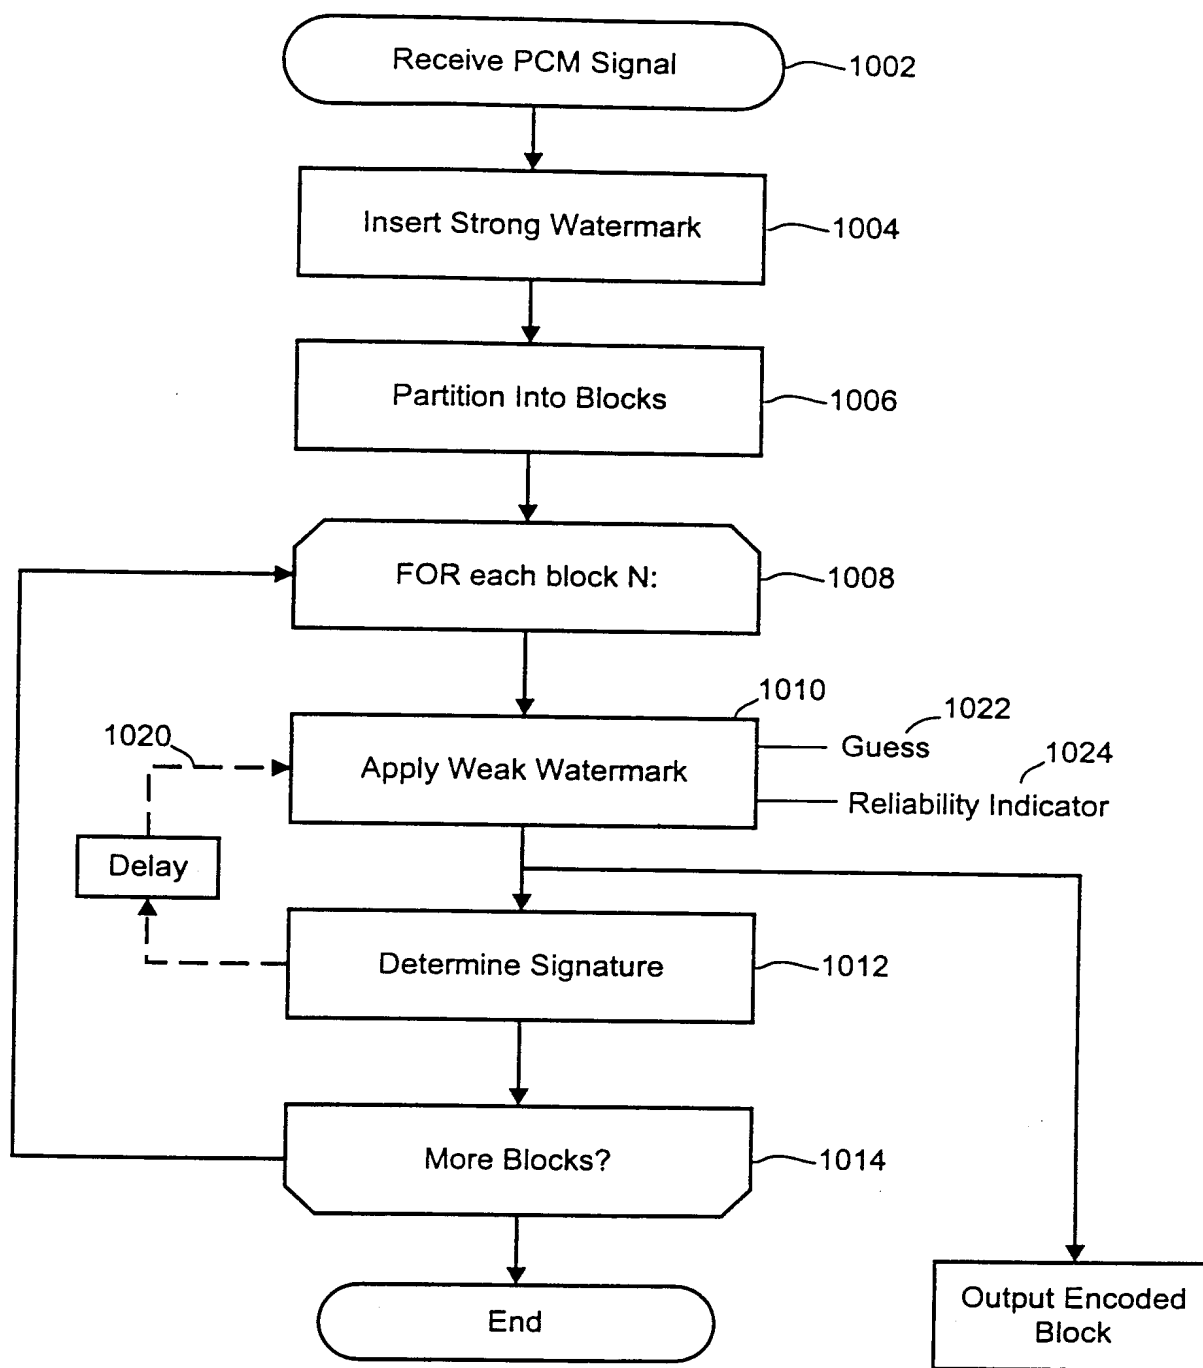 Receive PCM Signal
1002
Insert Strong Watermark
1004
Partition Into Blocks
1006
FOR each block N:
1008
1010
1022
1020
Apply Weak Watermark
Guess
1024
Reliability Indicator
Delay
Determine Signature
1012
More Blocks?
1014
End
Output Encoded
Block